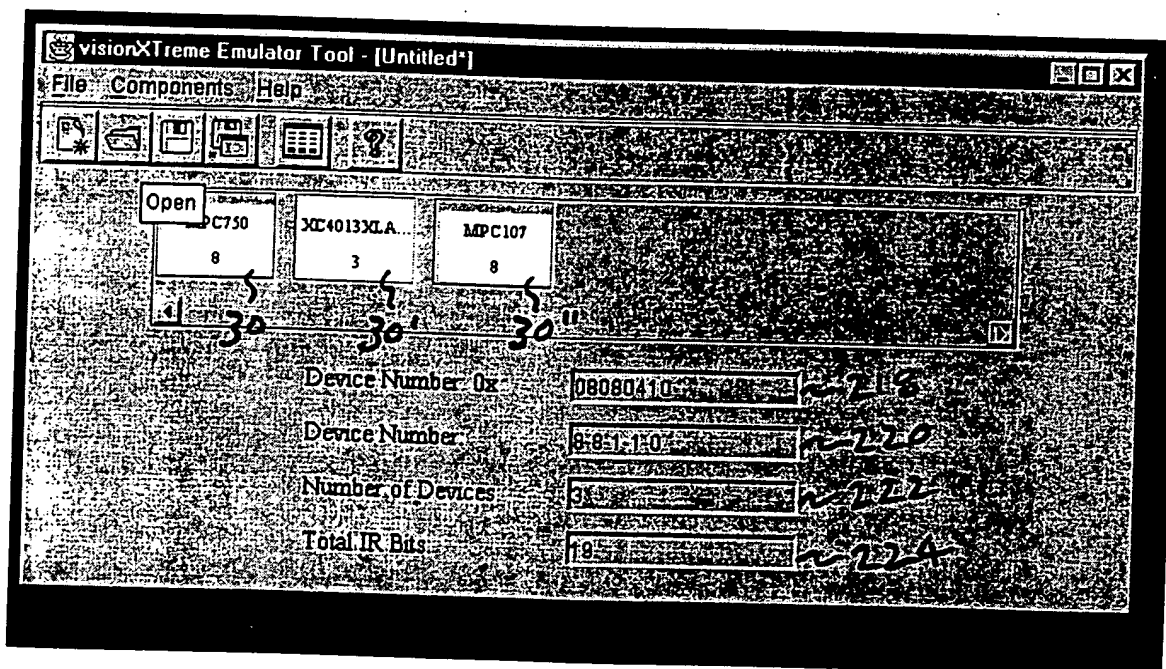 visionXTreme Emulator Tool - [Untitled*]
File Components Help
Open
PC750 XC4013XLA... MPC107
8 3 8
30 30' 30"
Device Number: 0x 08080410 ~218
Device Number: 8-8-1-1-0 ~220
Number of Devices 3 ~222
Total IR Bits 19 ~224